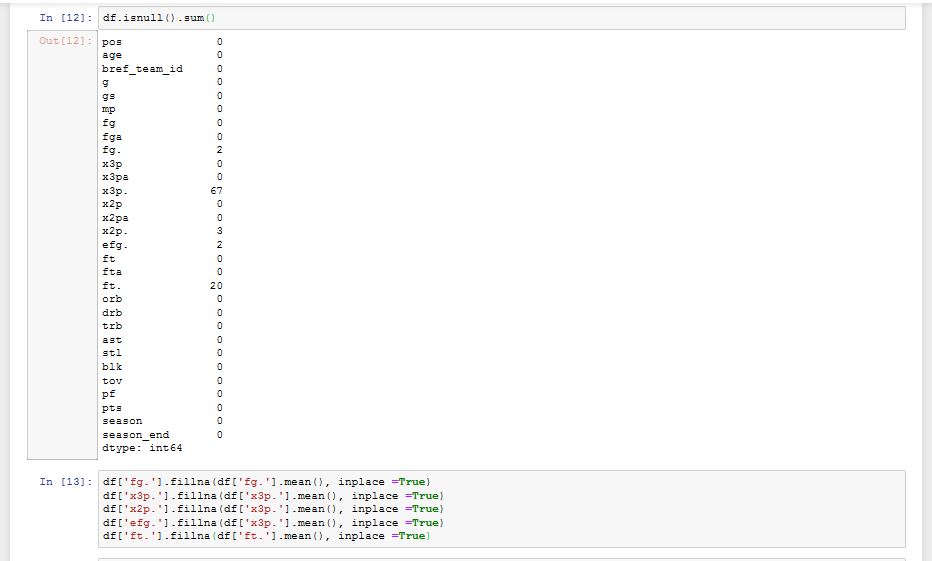 In [12]: df.isnull().sum()
Out[12]: pos 0
age 0
bref_team_id 0
g 0
gs 0
mp 0
fg 0
fga 0
fg. 2
x3p 0
x3pa 0
x3p. 67
x2p 0
x2pa 0
x2p. 3
efg. 2
ft 0
fta 0
ft. 20
orb 0
drb 0
trb 0
ast 0
stl 0
blk 0
tov 0
pf 0
pts 0
season 0
season_end 0
dtype: int64
In [13]: df['fg.'].fillna(df['fg.'].mean(), inplace =True)
df['x3p.'].fillna(df['x3p.'].mean(), inplace =True)
df['x2p.'].fillna(df['x3p.'].mean(), inplace =True)
df['efg.'].fillna(df['x3p.'].mean(), inplace =True)
df['ft.'].fillna(df['ft.'].mean(), inplace =True)